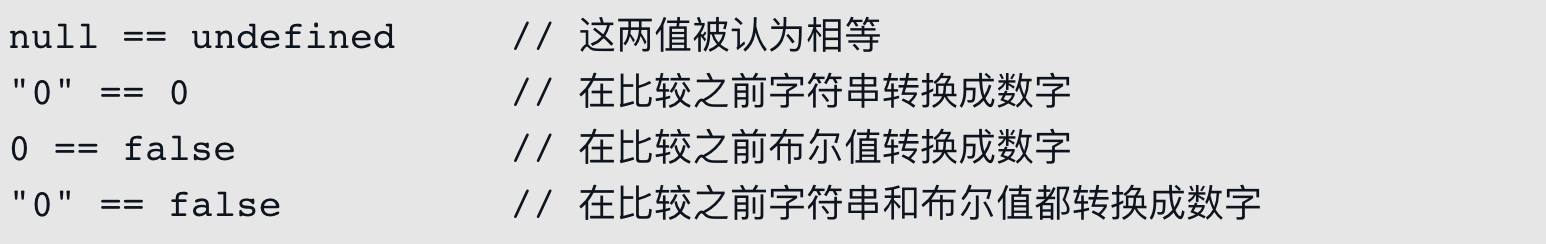 null == undefined // 这两值被认为相等
"0" == 0 // 在比较之前字符串转换成数字
0 == false // 在比较之前布尔值转换成数字
"0" == false // 在比较之前字符串和布尔值都转换成数字